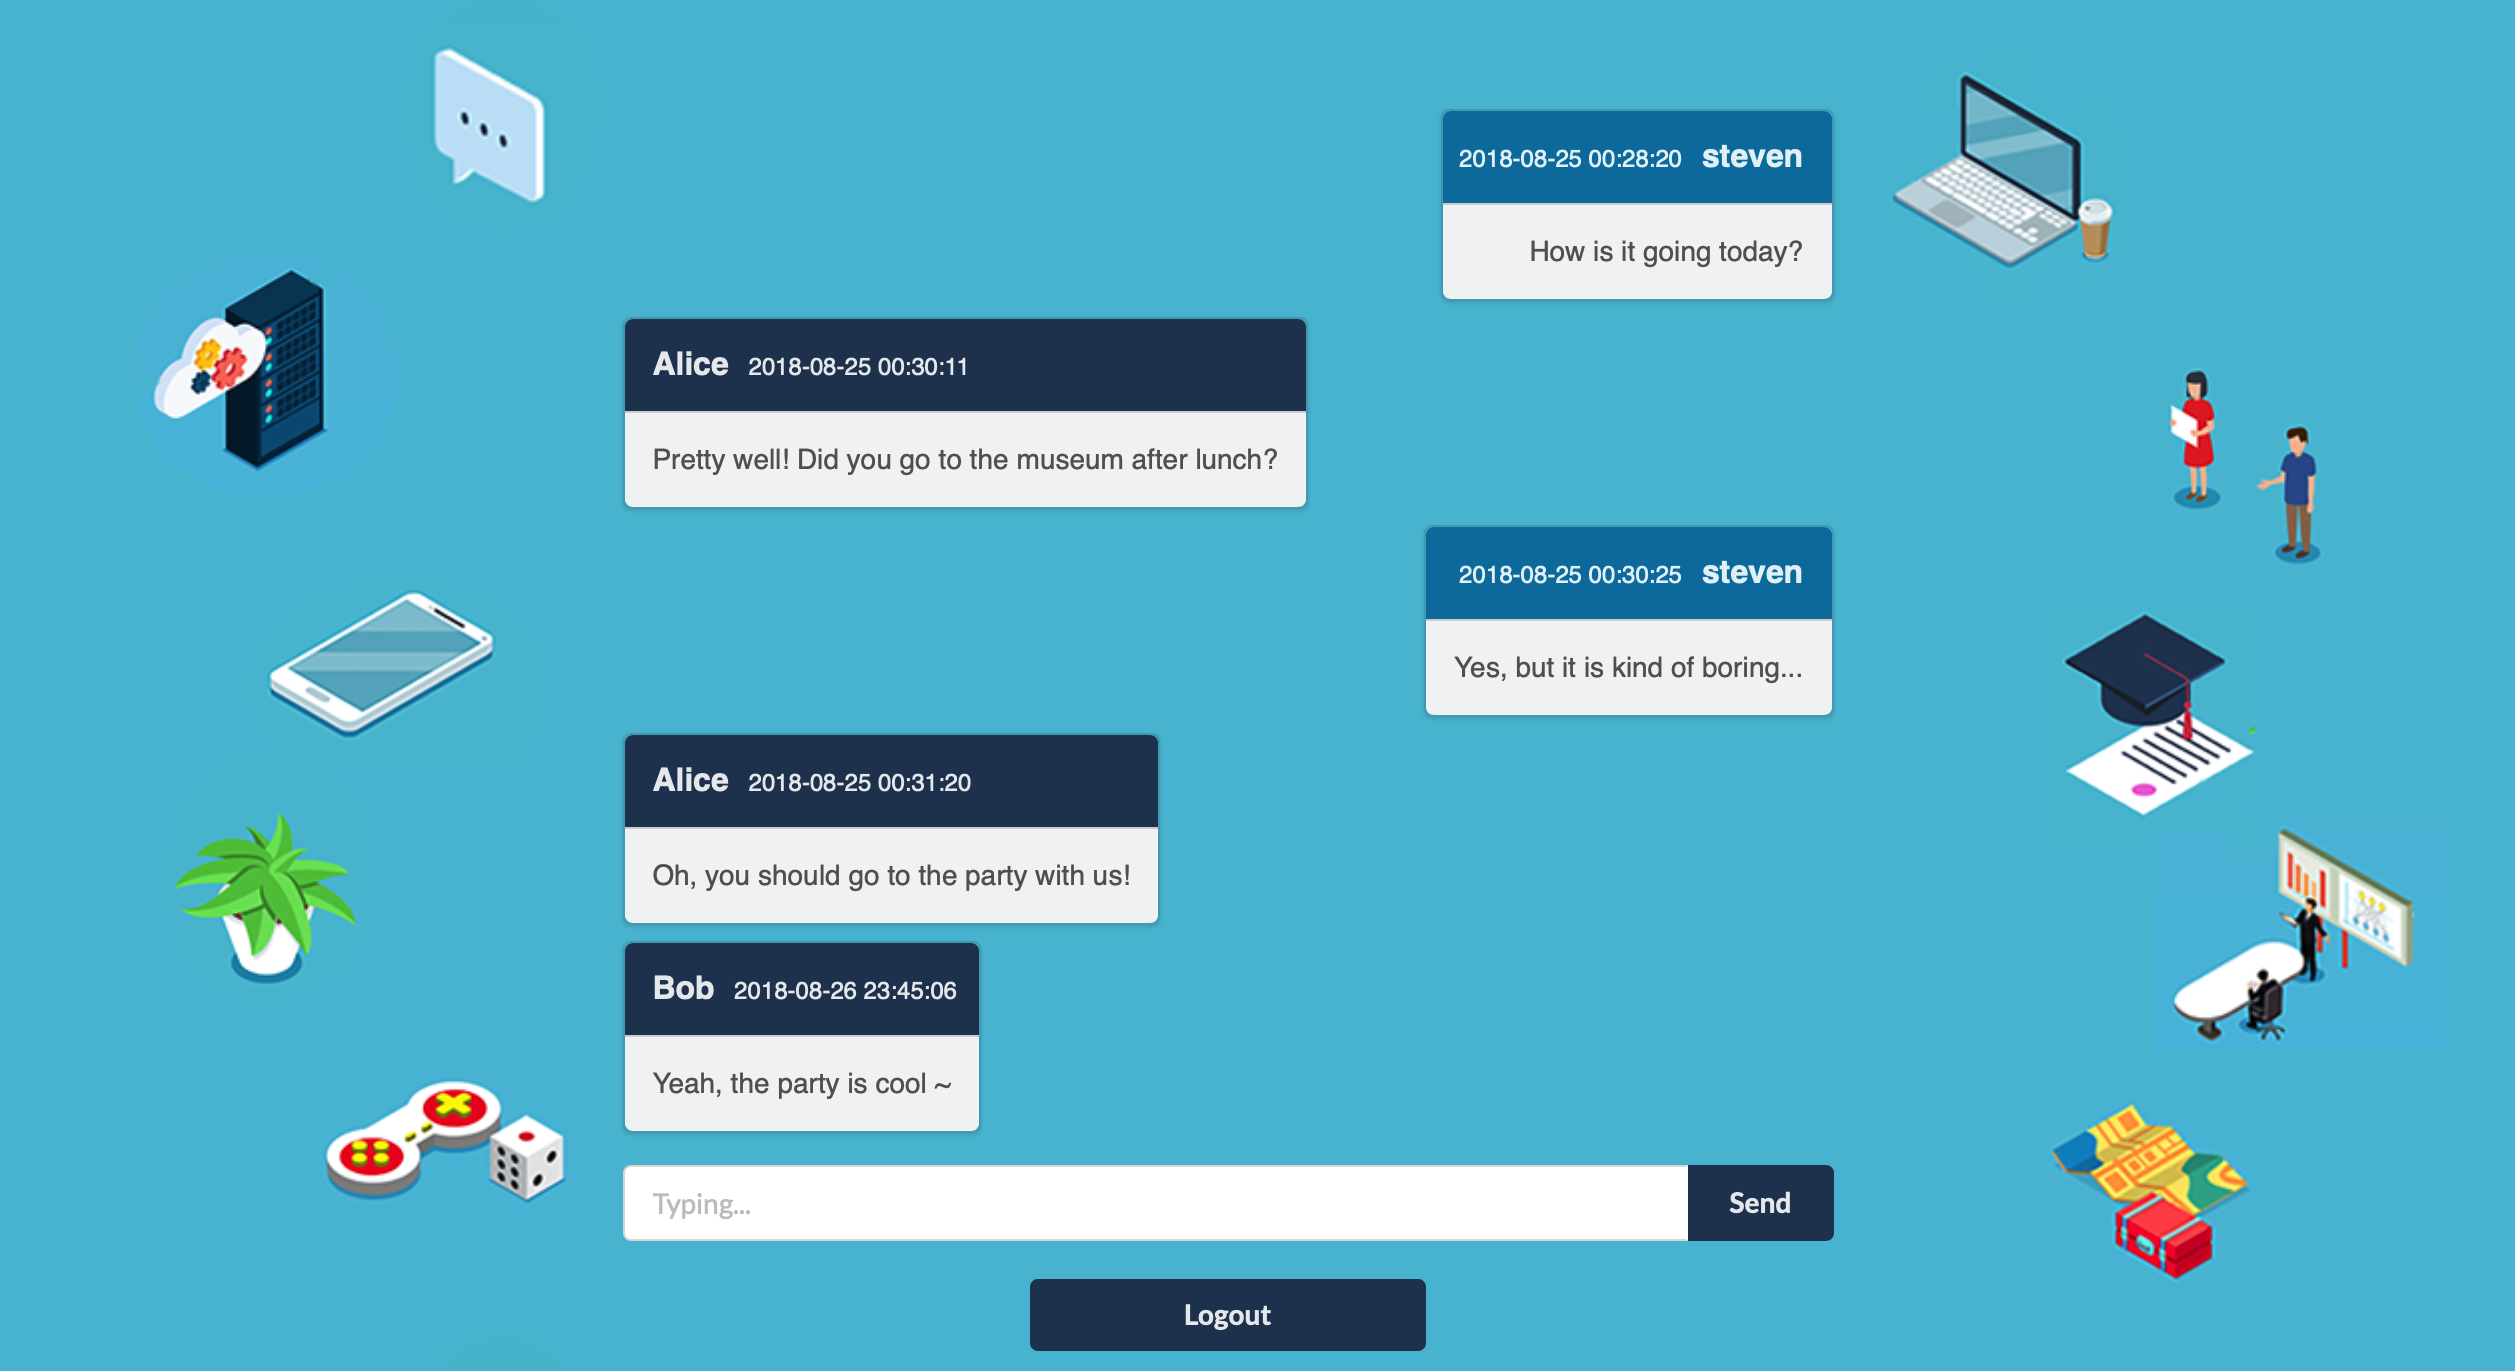 2018-08-25 00:28:20 steven
How is it going today?
Alice 2018-08-25 00:30:11
Pretty well! Did you go to the museum after lunch?
2018-08-25 00:30:25 steven
Yes, but it is kind of boring...
Alice 2018-08-25 00:31:20
Oh, you should go to the party with us!
Bob 2018-08-26 23:45:06
Yeah, the party is cool ~
Typing... Send
Logout